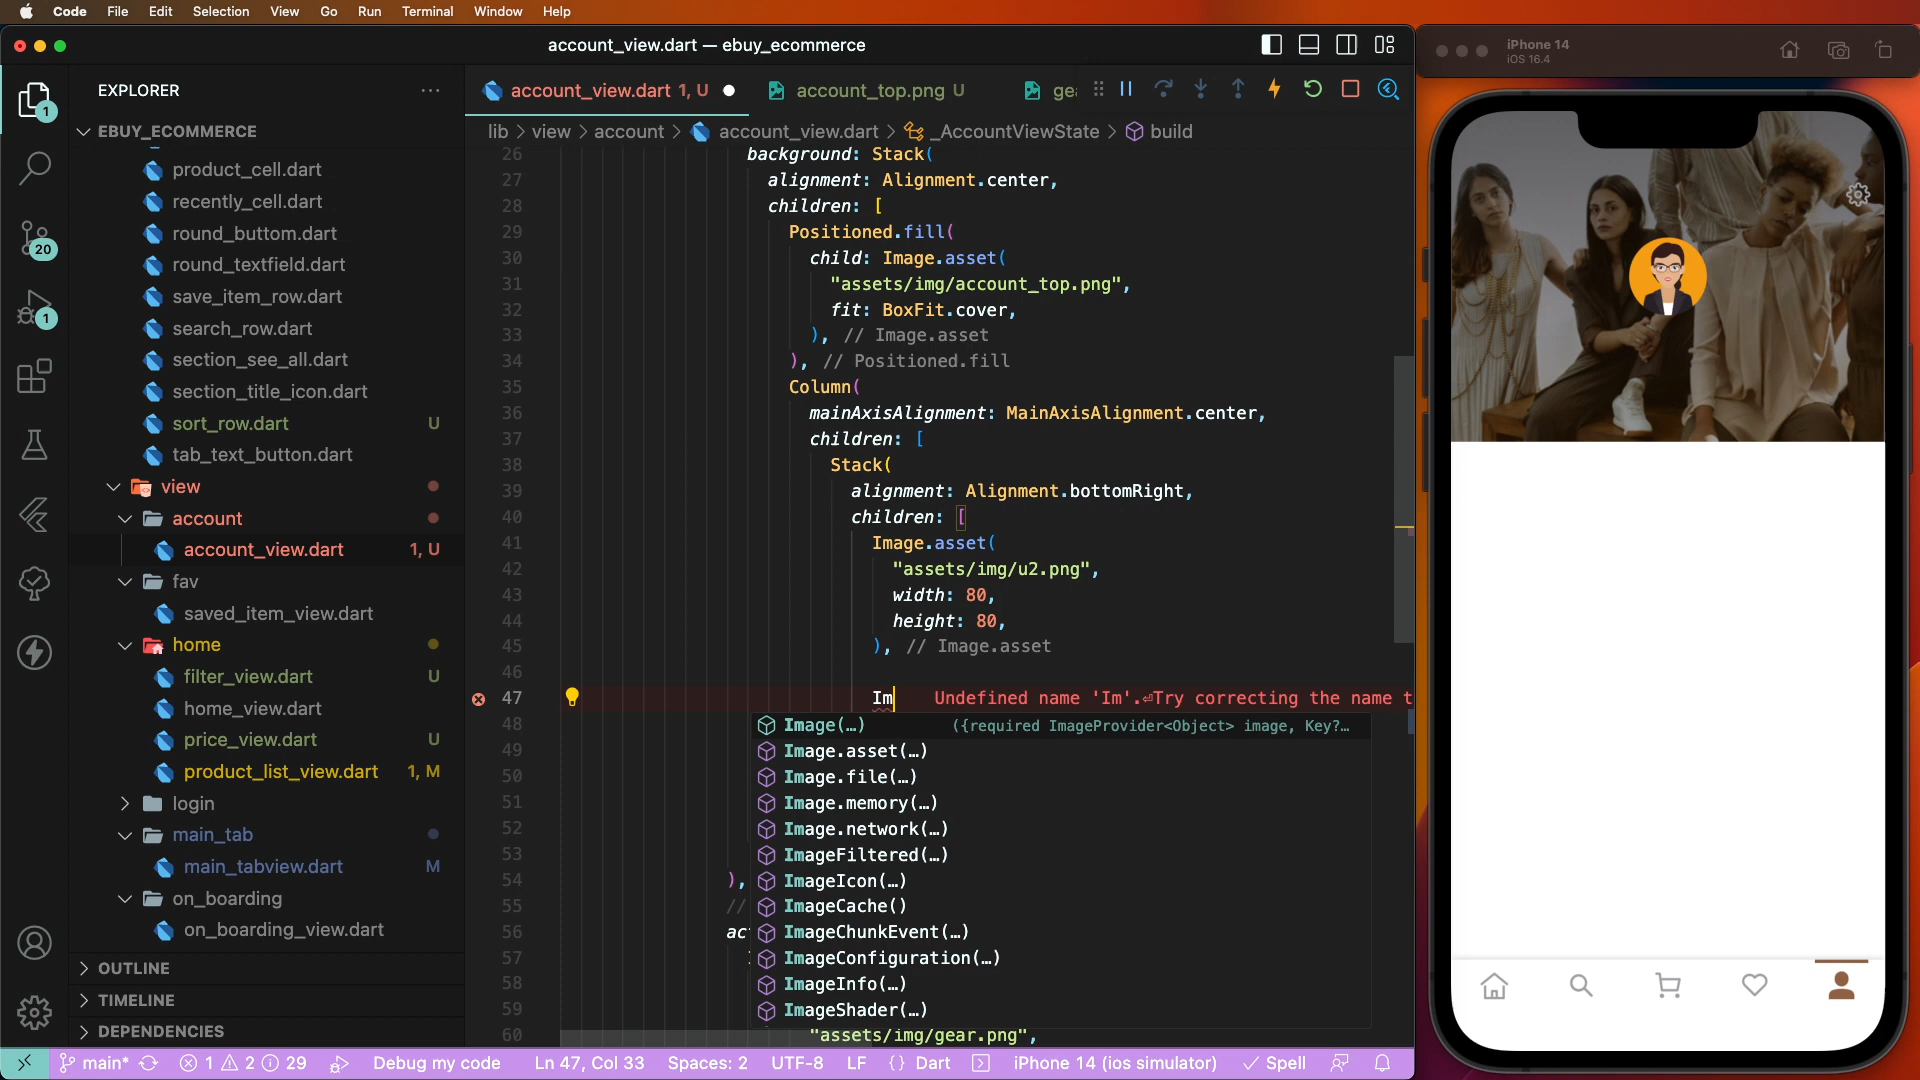 Code File Edit Selection View Go Run Terminal Window Help
account_view.dart — ebuy_ecommerce
EXPLORER
EBUY_ECOMMERCE
product_cell.dart
recently_cell.dart
round_buttom.dart
round_textfield.dart
save_item_row.dart
search_row.dart
section_see_all.dart
section_title_icon.dart
sort_row.dart U
tab_text_button.dart
view
account
account_view.dart 1, U
fav
saved_item_view.dart
home
filter_view.dart U
home_view.dart
price_view.dart U
product_list_view.dart 1, M
login
main_tab
main_tabview.dart M
on_boarding
on_boarding_view.dart
OUTLINE
TIMELINE
DEPENDENCIES
1
20
1
account_view.dart 1, U account_top.png U gea
lib > view > account > account_view.dart > _AccountViewState > build
26 background: Stack(
27 alignment: Alignment.center,
28 children: [
29 Positioned.fill(
30 child: Image.asset(
31 "assets/img/account_top.png",
32 fit: BoxFit.cover,
33 ), // Image.asset
34 ), // Positioned.fill
35 Column(
36 mainAxisAlignment: MainAxisAlignment.center,
37 children: [
38 Stack(
39 alignment: Alignment.bottomRight,
40 children: [
41 Image.asset(
42 "assets/img/u2.png",
43 width: 80,
44 height: 80,
45 ), // Image.asset
46
47 Im Undefined name 'Im'.⏎Try correcting the name t
48 Image(…) ({required ImageProvider<Object> image, Key?…
49 Image.asset(…)
50 Image.file(…)
51 Image.memory(…)
52 Image.network(…)
53 ImageFiltered(…)
54 ), ImageIcon(…)
55 // ImageCache()
56 act ImageChunkEvent(…)
57 ImageConfiguration(…)
58 ImageInfo(…)
59 ImageShader(…)
60 "assets/img/gear.png",
main* 1 2 29 Debug my code Ln 47, Col 33 Spaces: 2 UTF-8 LF {} Dart iPhone 14 (ios simulator) Spell
iPhone 14
iOS 16.4